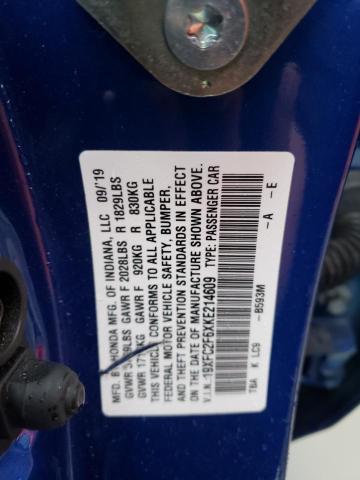 MFD. BY HONDA MFG. OF INDIANA, LLC 09/'19
GVWR LBS GAWR F 2028LBS R 1829LBS
GVWR KG GAWR F 920KG R 830KG
THIS VEHICLE CONFORMS TO ALL APPLICABLE
FEDERAL MOTOR VEHICLE SAFETY, BUMPER,
AND THEFT PREVENTION STANDARDS IN EFFECT
ON THE DATE OF MANUFACTURE SHOWN ABOVE.
V.I.N.: 19XFC2F6XKE214609 TYPE: PASSENGER CAR
-B593M -A -E
TBA K LC9